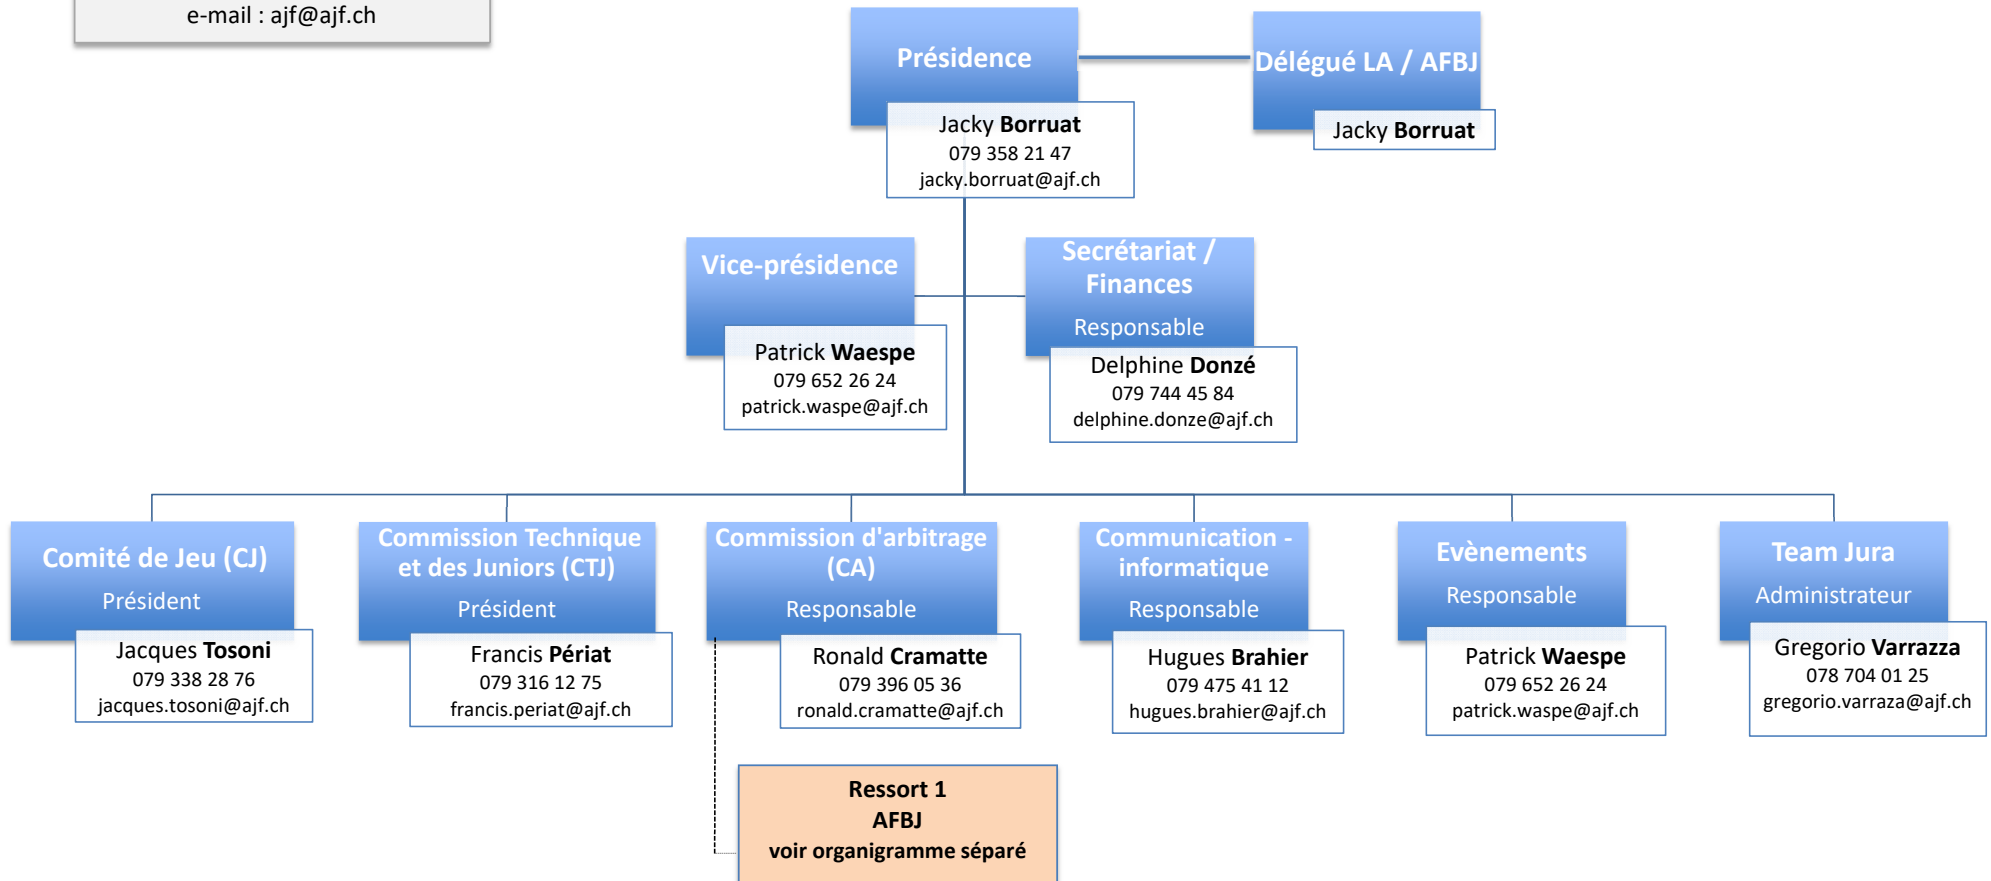 e-mail : ajf@ajf.ch
Présidence
Jacky Borruat
079 358 21 47
jacky.borruat@ajf.ch
Délégué LA / AFBJ
Jacky Borruat
Vice-présidence
Patrick Waespe
079 652 26 24
patrick.waspe@ajf.ch
Secrétariat /
Finances
Responsable
Delphine Donzé
079 744 45 84
delphine.donze@ajf.ch
Comité de Jeu (CJ)
Président
Jacques Tosoni
079 338 28 76
jacques.tosoni@ajf.ch
Commission Technique
et des Juniors (CTJ)
Président
Francis Périat
079 316 12 75
francis.periat@ajf.ch
Commission d'arbitrage
(CA)
Responsable
Ronald Cramatte
079 396 05 36
ronald.cramatte@ajf.ch
Communication -
informatique
Responsable
Hugues Brahier
079 475 41 12
hugues.brahier@ajf.ch
Evènements
Responsable
Patrick Waespe
079 652 26 24
patrick.waspe@ajf.ch
Team Jura
Administrateur
Gregorio Varrazza
078 704 01 25
gregorio.varraza@ajf.ch
Ressort 1
AFBJ
voir organigramme séparé